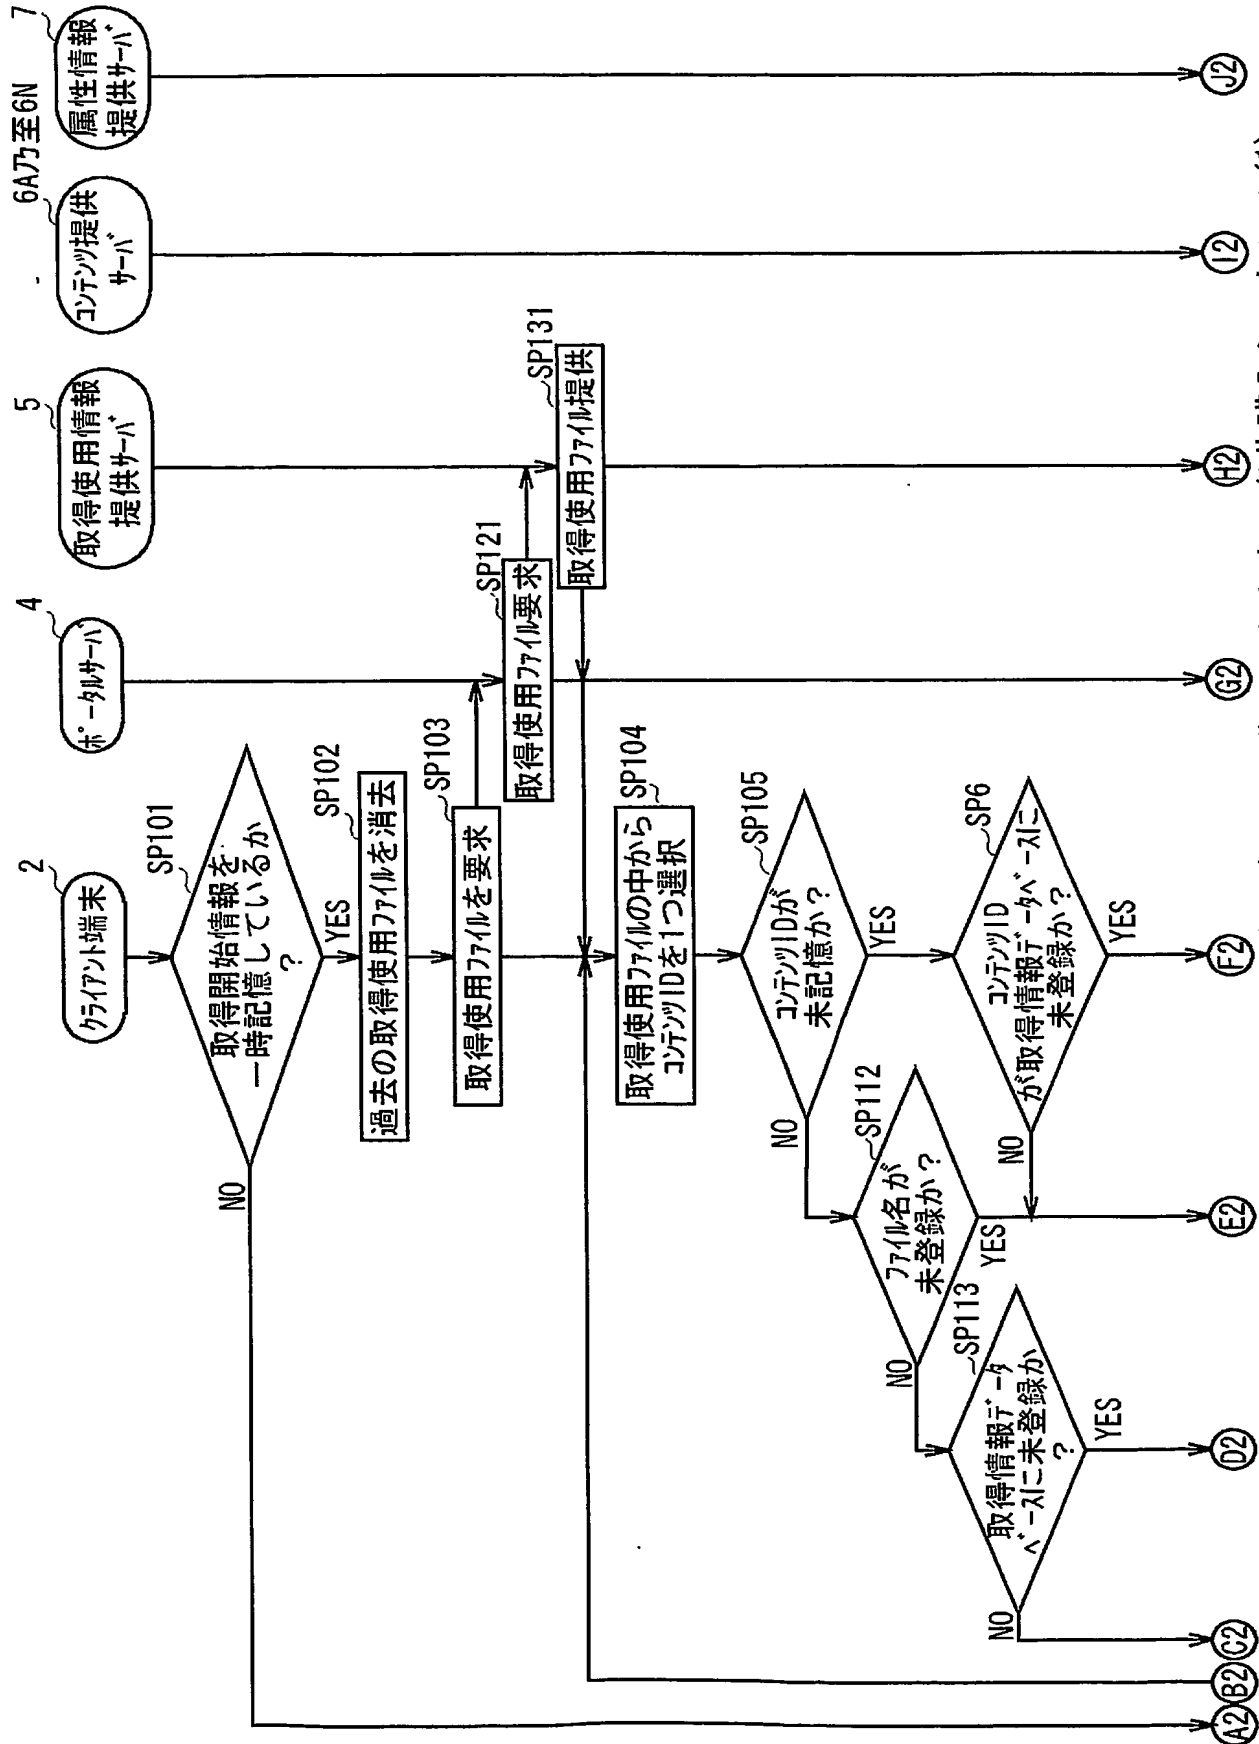 2
クライアント端末
4
ポータルサーバ
5
取得使用情報
提供サーバ
6A乃至6N
コンテンツ提供
サーバ
7
属性情報
提供サーバ
SP101
取得開始情報を
一時記憶しているか
?
NO
YES
SP102
過去の取得使用ファイルを消去
SP103
取得使用ファイルを要求
SP121
取得使用ファイル要求
SP131
取得使用ファイル提供
SP104
取得使用ファイルの中から
コンテンツIDを1つ選択
SP105
コンテンツIDが
未記憶か?
NO
YES
SP112
ファイル名が
未登録か?
NO
YES
SP6
コンテンツID
が取得情報データベースに
未登録か?
NO
YES
SP113
取得情報データ
ベースに未登録か
?
NO
YES
A2
B2
C2
D2
E2
F2
G2
H2
I2
J2